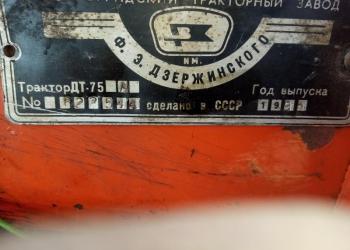 ТРАКТОРНЫЙ ЗАВОД
В
ИМ.
Ф. Э. ДЗЕРЖИНСКОГО
Трактор ДТ-75 Год выпуска
№ сделано в СССР